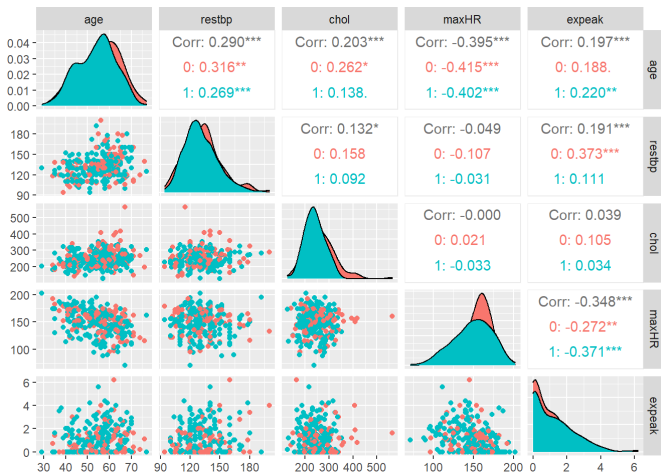 age restbp chol maxHR expeak
0.04 Corr: 0.290*** Corr: 0.203*** Corr: -0.395*** Corr: 0.197***
0.03
0.02 0: 0.316** 0: 0.262* 0: -0.415*** 0: 0.188.
age
0.01
0.00 1: 0.269*** 1: 0.138. 1: -0.402*** 1: 0.220**
180 Corr: 0.132* Corr: -0.049 Corr: 0.191***
150 0: 0.158 0: -0.107 0: 0.373***
restbp
120
90 1: 0.092 1: -0.031 1: 0.111
500 Corr: -0.000 Corr: 0.039
400
300 0: 0.021 0: 0.105
chol
200 1: -0.033 1: 0.034
200 Corr: -0.348***
150 0: -0.272**
maxHR
100 1: -0.371***
6
4
2
0
expeak
30 40 50 60 70 90 120 150 180 200 300 400 500 100 150 200 0 2 4 6